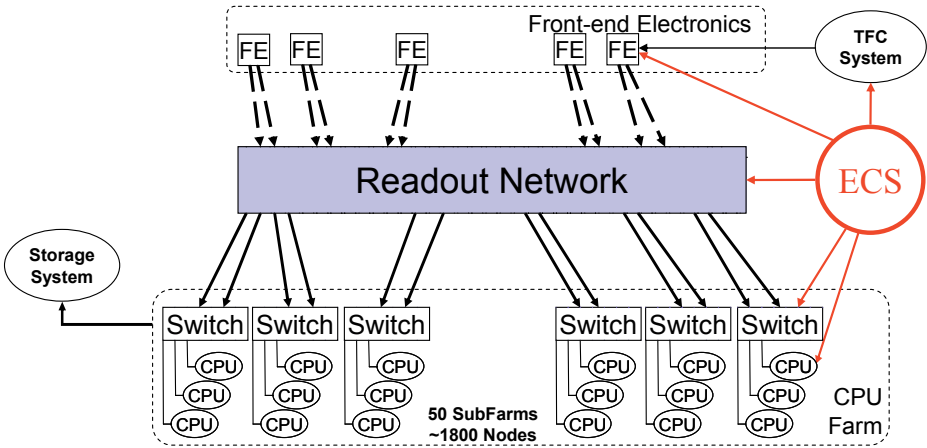 Front-end Electronics
TFC
System
FE FE FE FE FE
Readout Network
ECS
Storage
System
Switch Switch Switch Switch Switch Switch
CPU CPU CPU CPU CPU CPU
CPU CPU CPU CPU CPU CPU
CPU CPU CPU CPU CPU CPU
CPU
Farm
50 SubFarms
~1800 Nodes